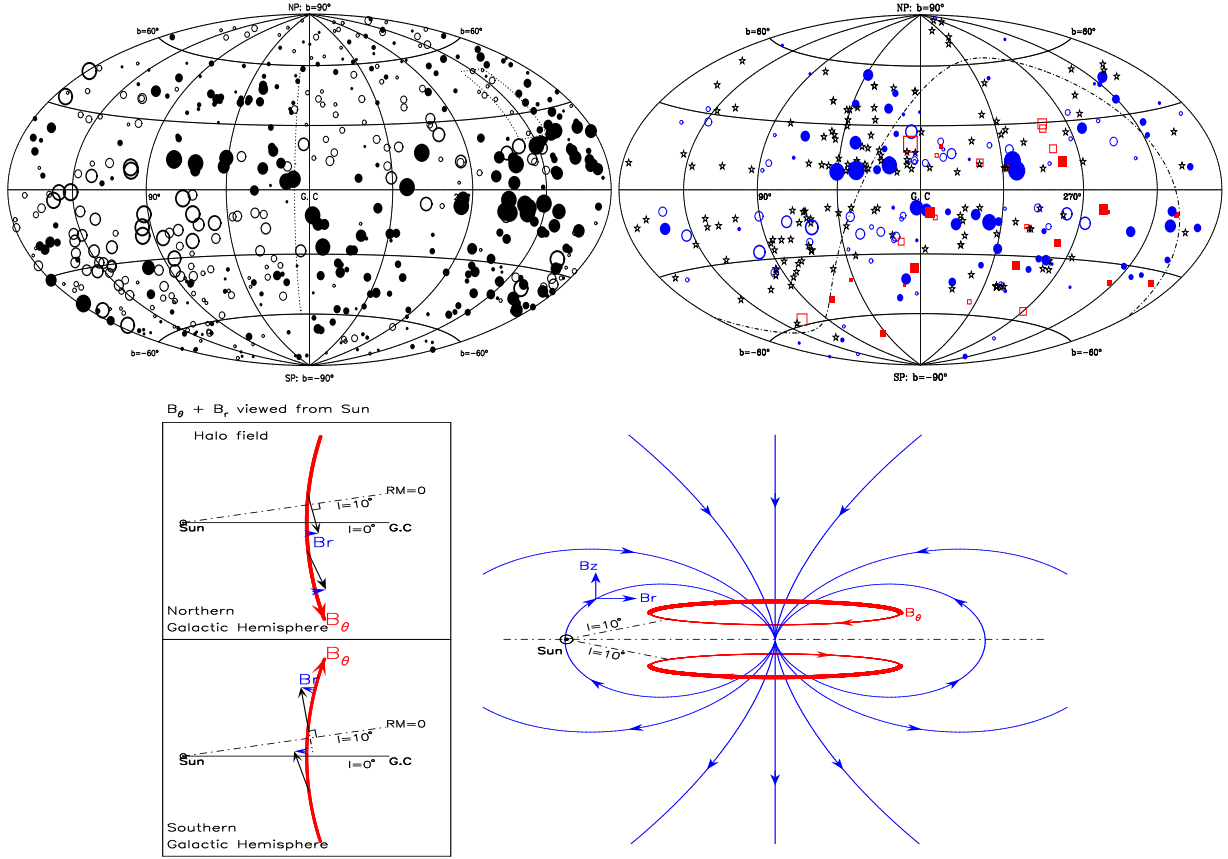 NP: b=90°
b=60°
b=60°
90°
G. C
2
b=−60°
b=−60°
SP: b=−90°
NP: b=90°
b=60°
b=60°
90°
G. C
270°
b=−60°
b=−60°
SP: b=−90°
Bθ + Br viewed from Sun
Halo field
RM=0
l=10°
Sun
l=0°
G.C
Br
Northern
Galactic Hemisphere
Bθ
Bθ
Br
RM=0
l=10°
Sun
l=0°
G.C
Southern
Galactic Hemisphere
Bz
Br
Bθ
l=10°
Sun
l=10°